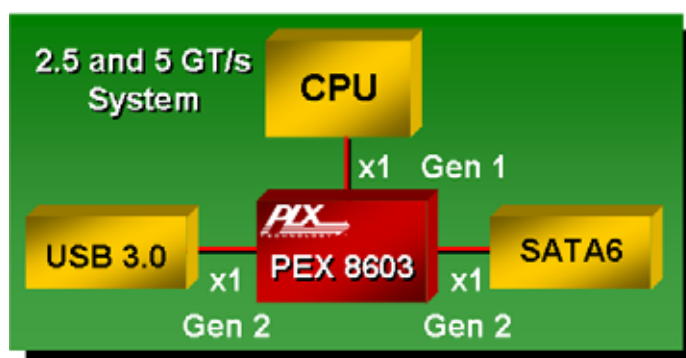 2.5 and 5 GT/s
System
CPU
x1 Gen 1
PLX
TECHNOLOGY
USB 3.0
PEX 8603
SATA6
x1
x1
Gen 2
Gen 2